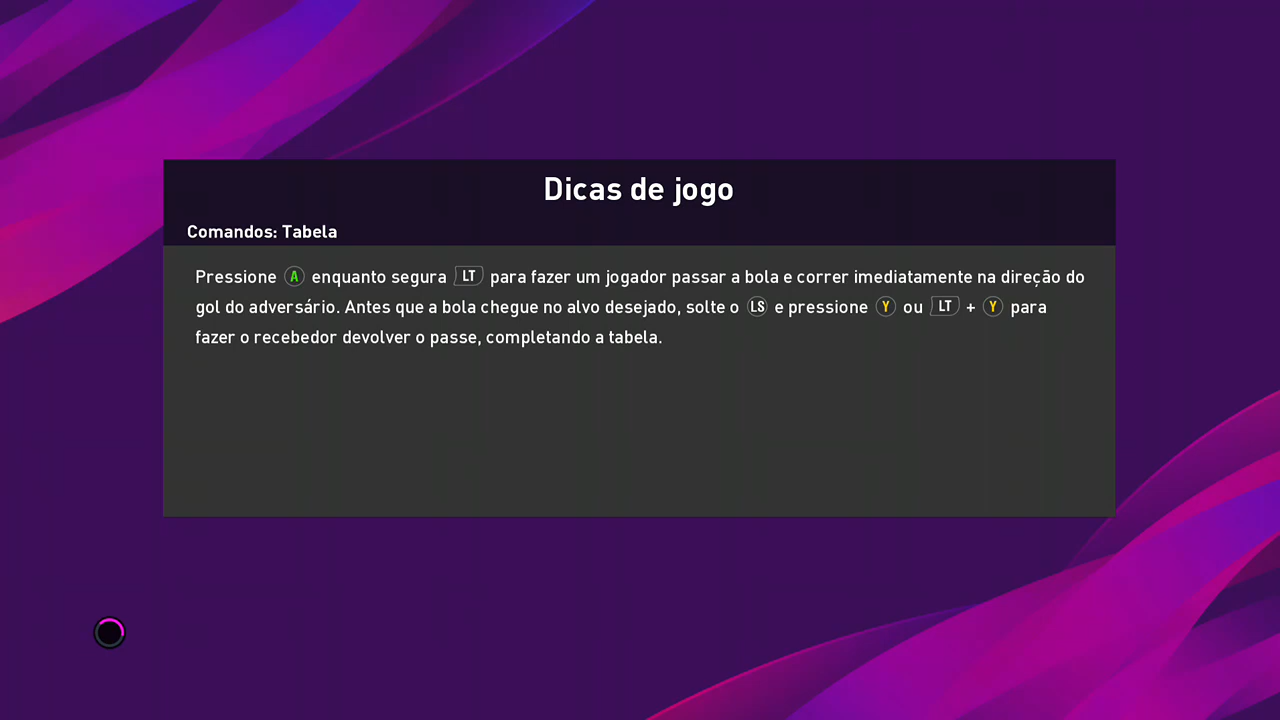 Dicas de jogo
Comandos: Tabela
Pressione A enquanto segura LT para fazer um jogador passar a bola e correr imediatamente na direção do
gol do adversário. Antes que a bola chegue no alvo desejado, solte o LS e pressione Y ou LT + Y para
fazer o recebedor devolver o passe, completando a tabela.